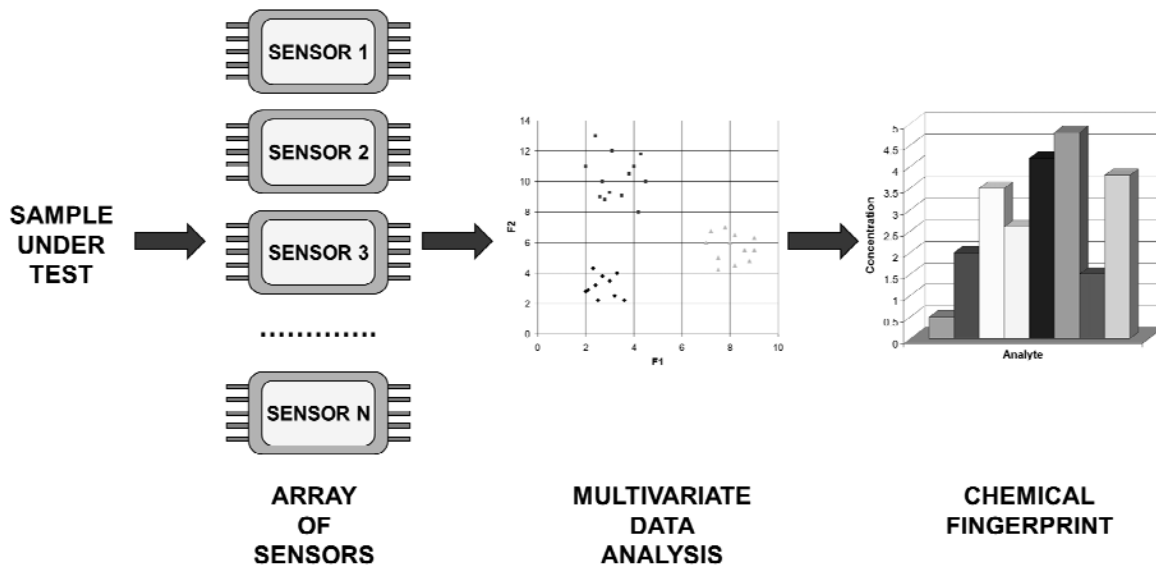 SAMPLE
UNDER
TEST
SENSOR 1
SENSOR 2
SENSOR 3
SENSOR N
ARRAY
OF
SENSORS
F2
14
12
10
8
6
4
2
0
0 2 4 6 8 10
F1
MULTIVARIATE
DATA
ANALYSIS
Concentration
5
4.5
4
3.5
3
2.5
2
1.5
1
0.5
0
Analyte
CHEMICAL
FINGERPRINT